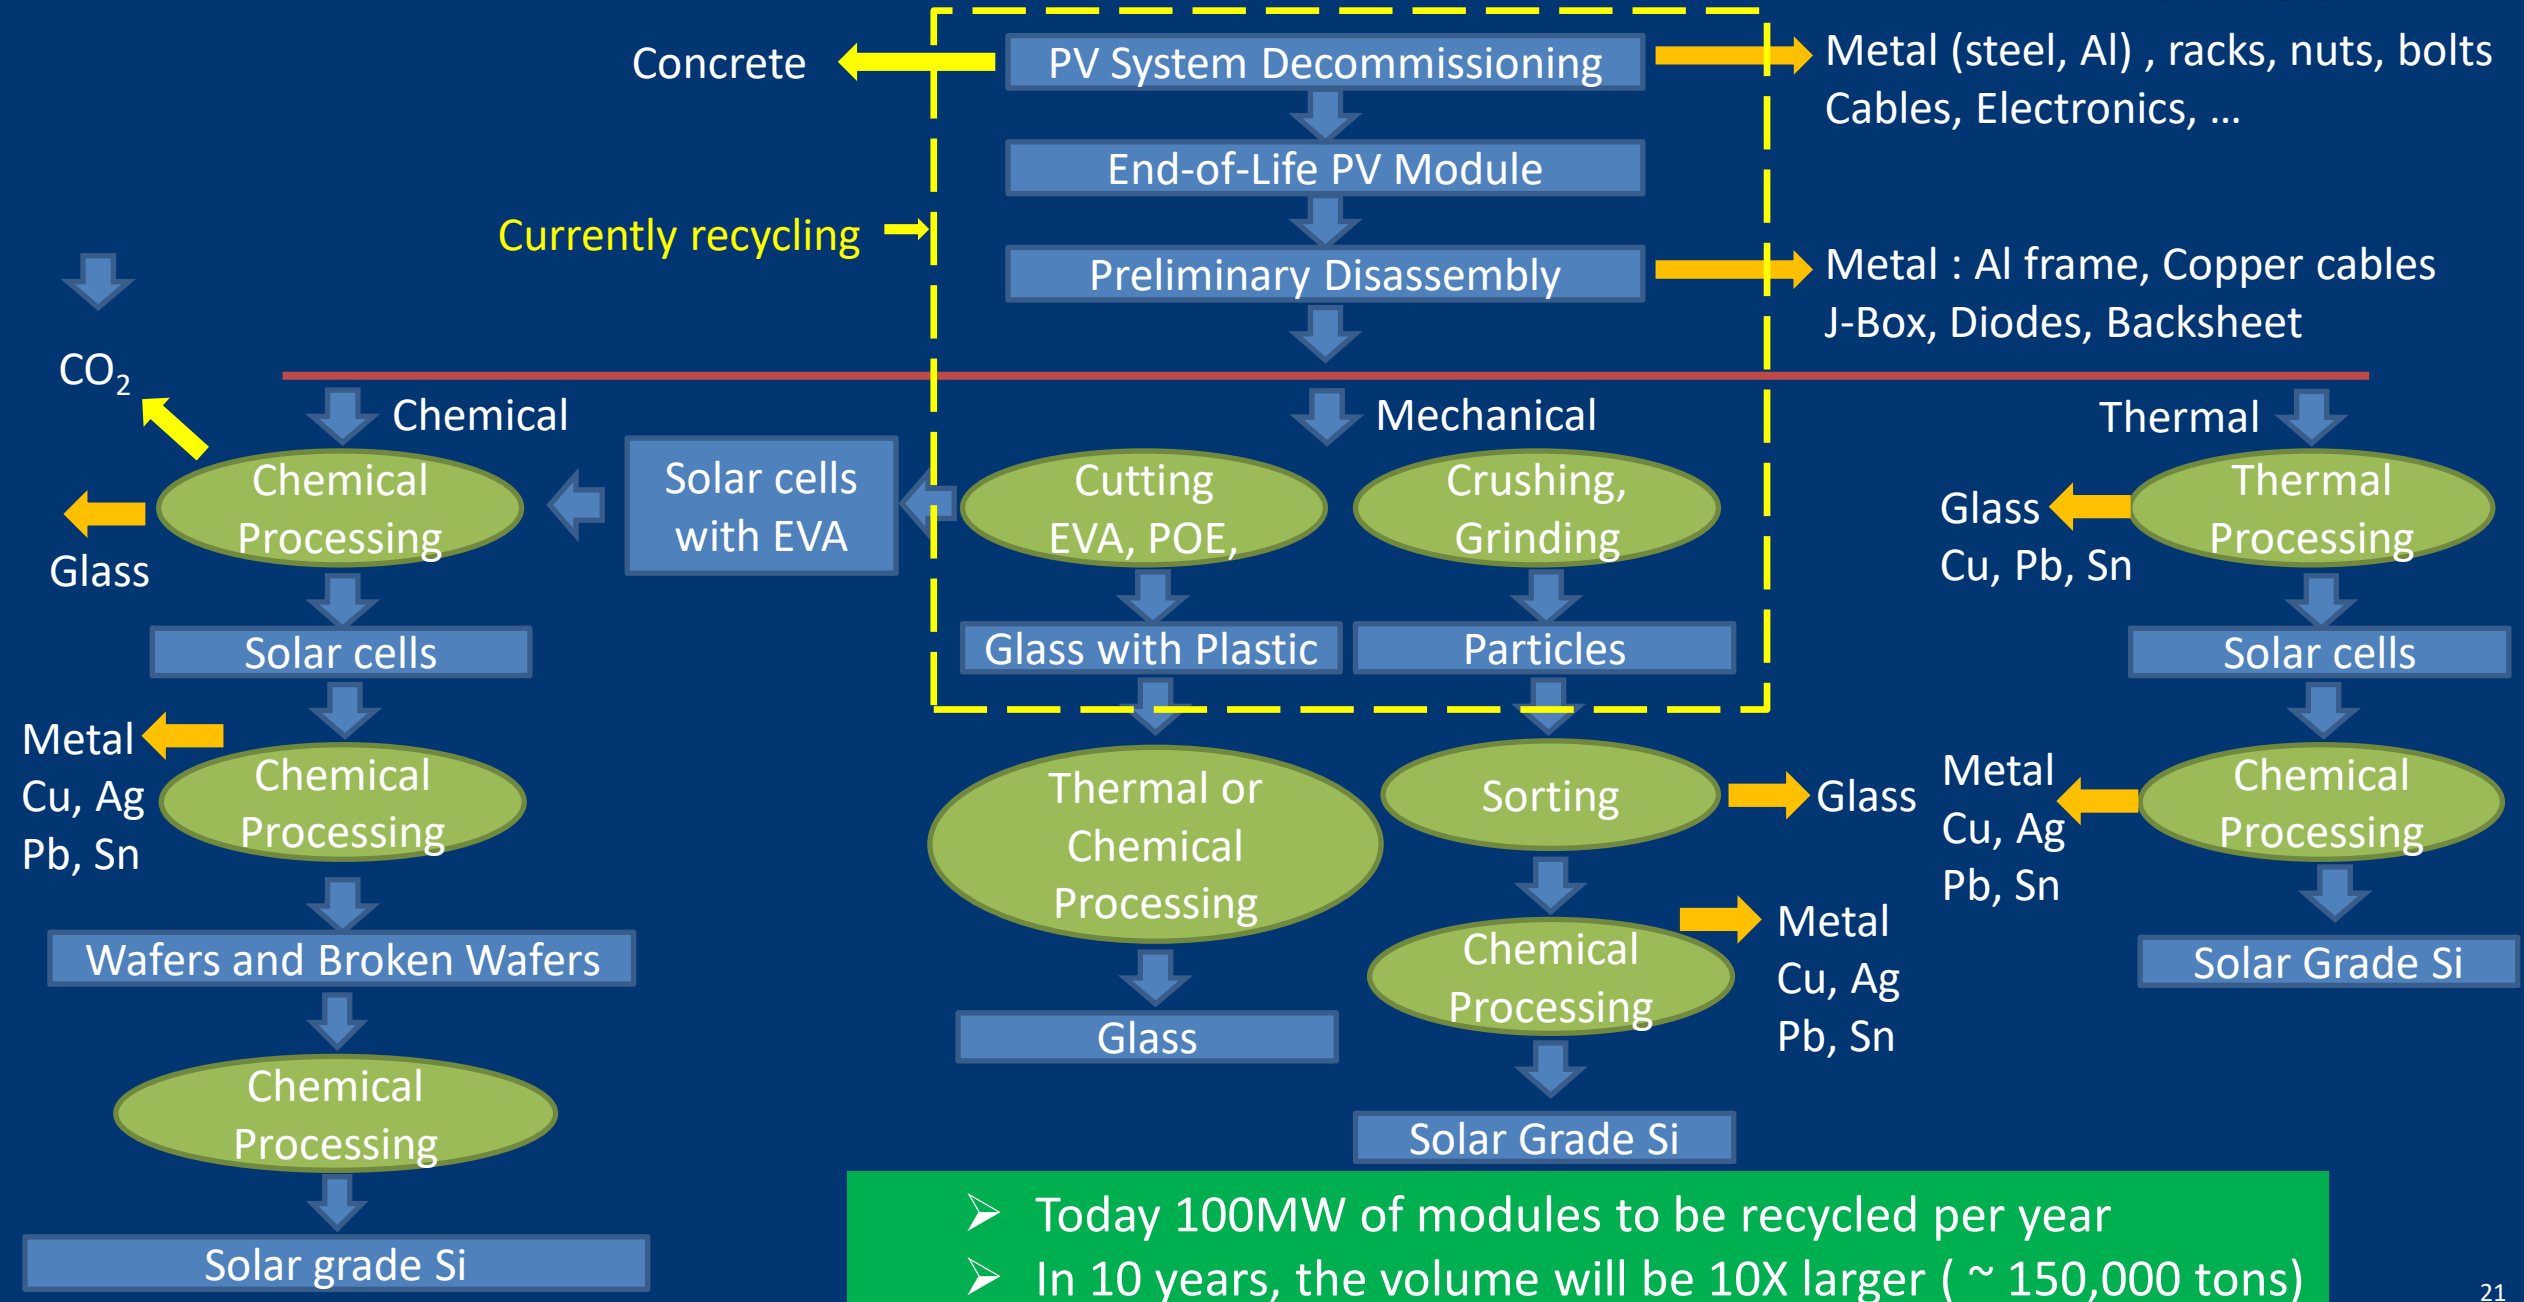 Concrete
PV System Decommissioning
Metal (steel, Al) , racks, nuts, bolts
Cables, Electronics, ...
End-of-Life PV Module
Currently recycling
Preliminary Disassembly
Metal : Al frame, Copper cables
J-Box, Diodes, Backsheet
CO₂
Chemical
Mechanical
Thermal
Chemical
Processing
Glass
Solar cells
with EVA
Cutting
EVA, POE,
Crushing,
Grinding
Glass
Cu, Pb, Sn
Thermal
Processing
Solar cells
Glass with Plastic
Particles
Solar cells
Metal
Cu, Ag
Pb, Sn
Chemical
Processing
Thermal or
Chemical
Processing
Sorting
Glass
Metal
Cu, Ag
Pb, Sn
Chemical
Processing
Wafers and Broken Wafers
Chemical
Processing
Metal
Cu, Ag
Pb, Sn
Solar Grade Si
Glass
Chemical
Processing
Solar Grade Si
Solar grade Si
➢ Today 100MW of modules to be recycled per year
➢ In 10 years, the volume will be 10X larger ( ~ 150,000 tons)
21